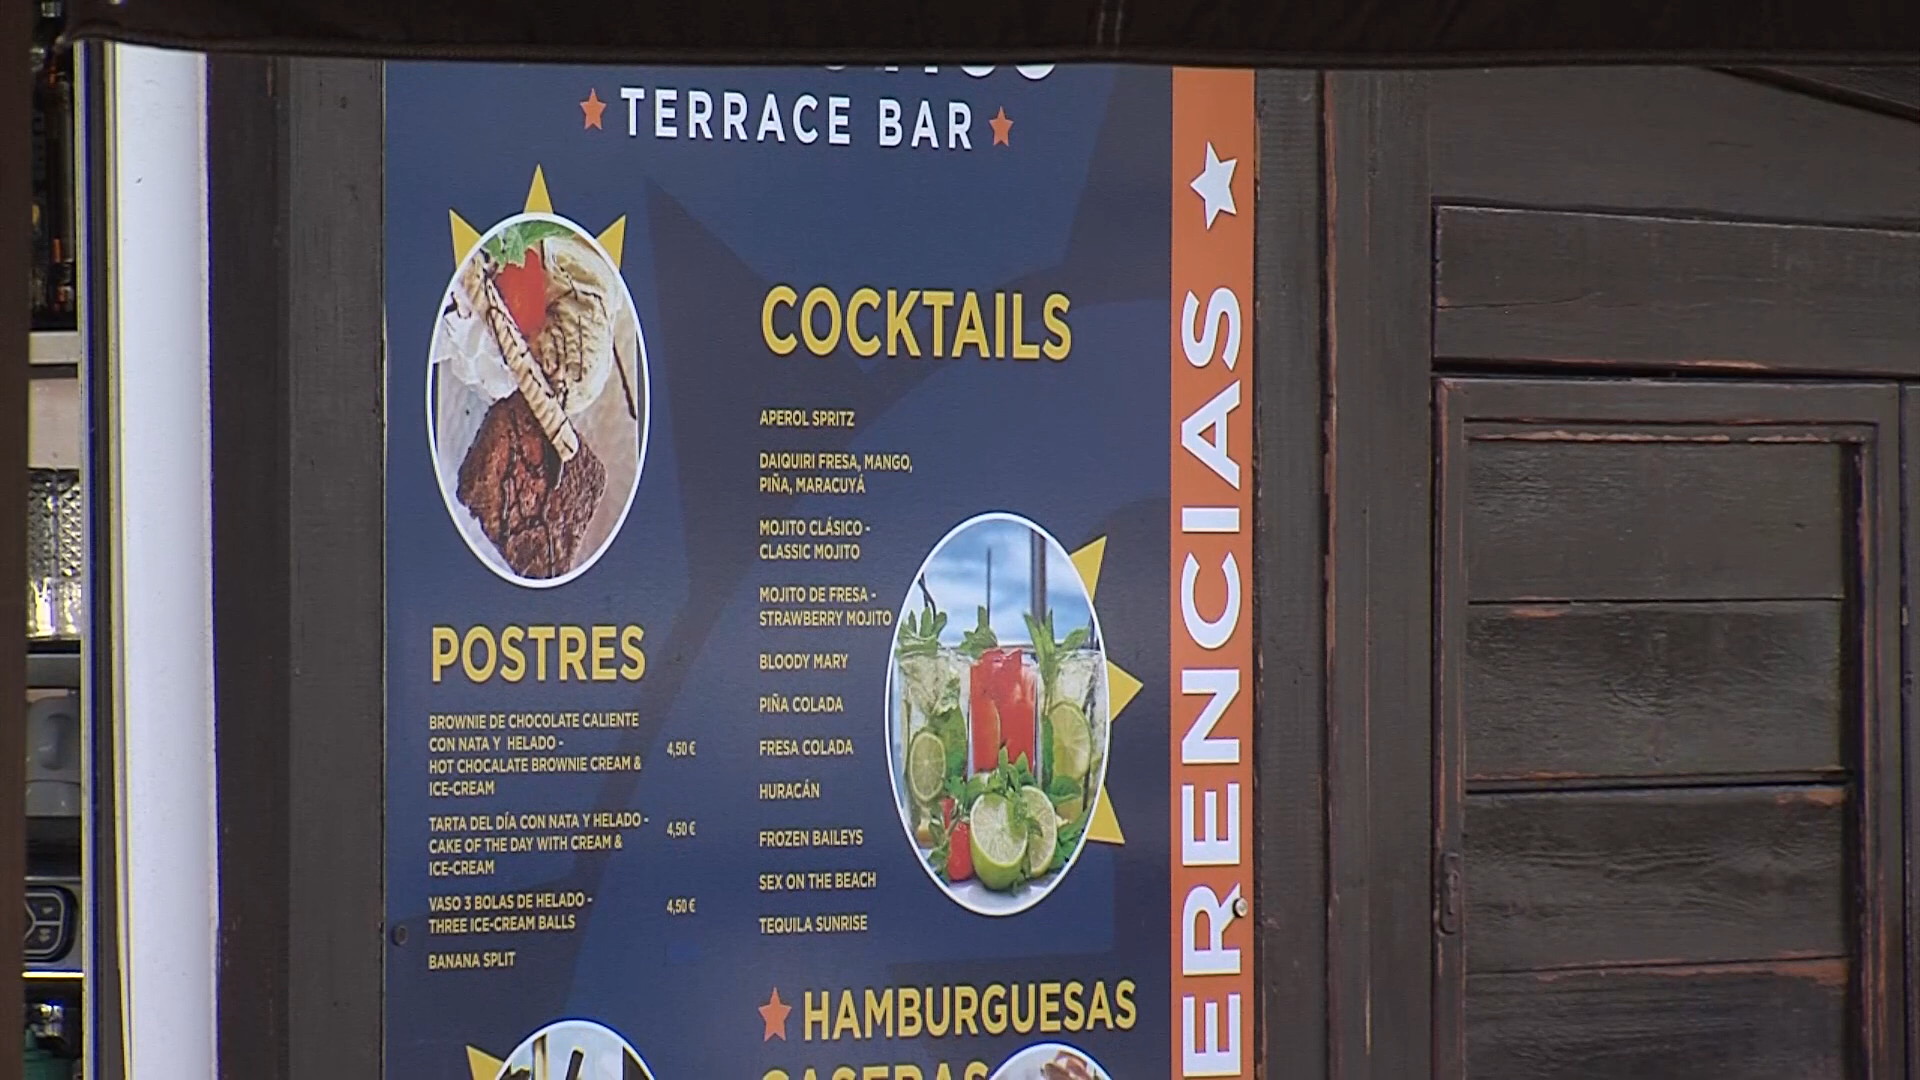 TERRACE BAR
POSTRES
BROWNIE DE CHOCOLATE CALIENTE
CON NATA Y HELADO -
HOT CHOCALATE BROWNIE CREAM &
ICE-CREAM
4,50 €
TARTA DEL DÍA CON NATA Y HELADO -
CAKE OF THE DAY WITH CREAM &
ICE-CREAM
4,50 €
VASO 3 BOLAS DE HELADO -
THREE ICE-CREAM BALLS
4,50 €
BANANA SPLIT
COCKTAILS
APEROL SPRITZ
DAIQUIRI FRESA, MANGO,
PIÑA, MARACUYÁ
MOJITO CLÁSICO -
CLASSIC MOJITO
MOJITO DE FRESA -
STRAWBERRY MOJITO
BLOODY MARY
PIÑA COLADA
FRESA COLADA
HURACÁN
FROZEN BAILEYS
SEX ON THE BEACH
TEQUILA SUNRISE
HAMBURGUESAS
CASERAS
ERENCIAS